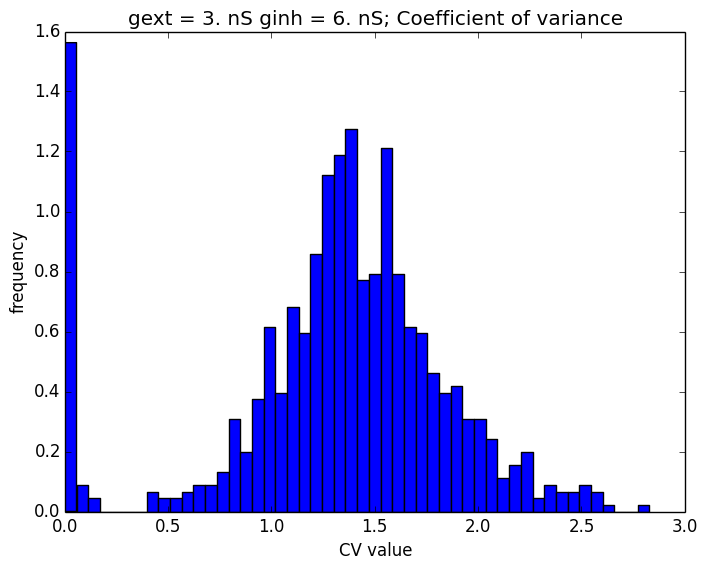 gext = 3. nS ginh = 6. nS; Coefficient of variance
1.6
1.4
1.2
1.0
0.8
0.6
0.4
0.2
0.0
frequency
0.0 0.5 1.0 1.5 2.0 2.5 3.0
CV value